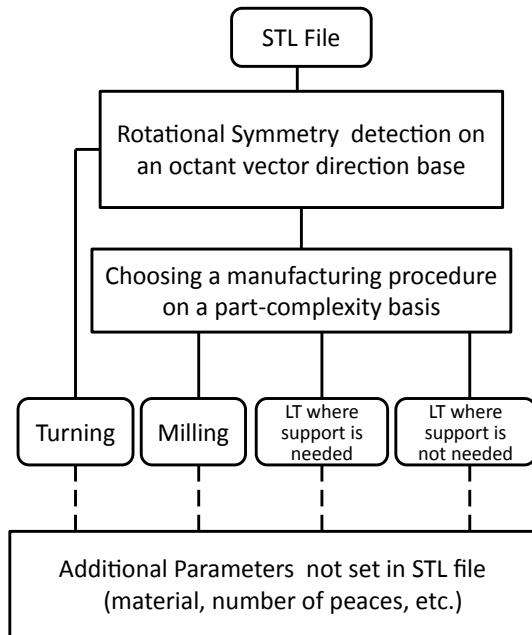 STL File
Rotational Symmetry detection on
an octant vector direction base
Choosing a manufacturing procedure
on a part-complexity basis
Turning
Milling
LT where
support is
needed
LT where
support is
not needed
Additional Parameters not set in STL file
(material, number of peaces, etc.)